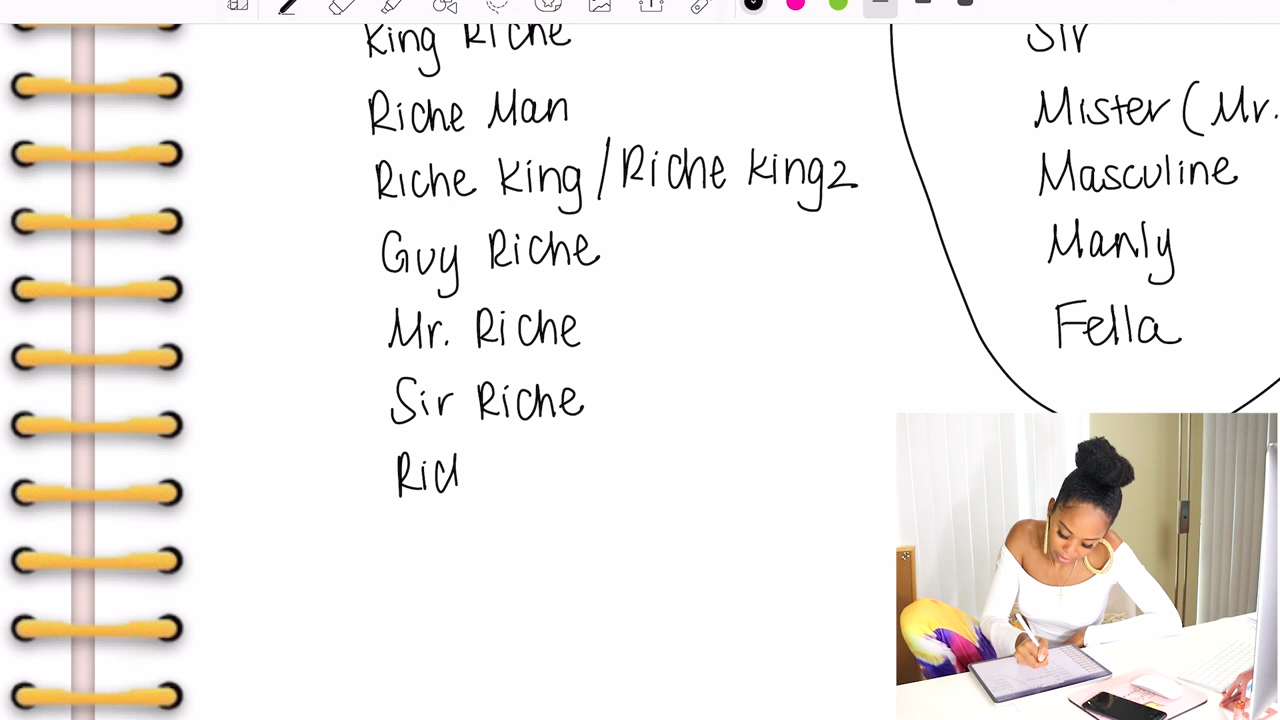 King Riche
Riche Man
Riche King / Riche Kingz
Guy Riche
Mr. Riche
Sir Riche
Rich
Sir
Mister (Mr.
Masculine
Manly
Fella